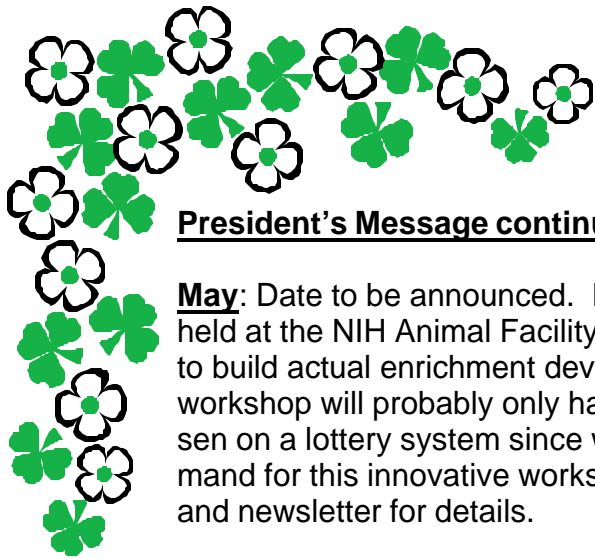 President's Message continu
May: Date to be announced.
held at the NIH Animal Facility
to build actual enrichment dev
workshop will probably only ha
sen on a lottery system since w
mand for this innovative works
and newsletter for details.